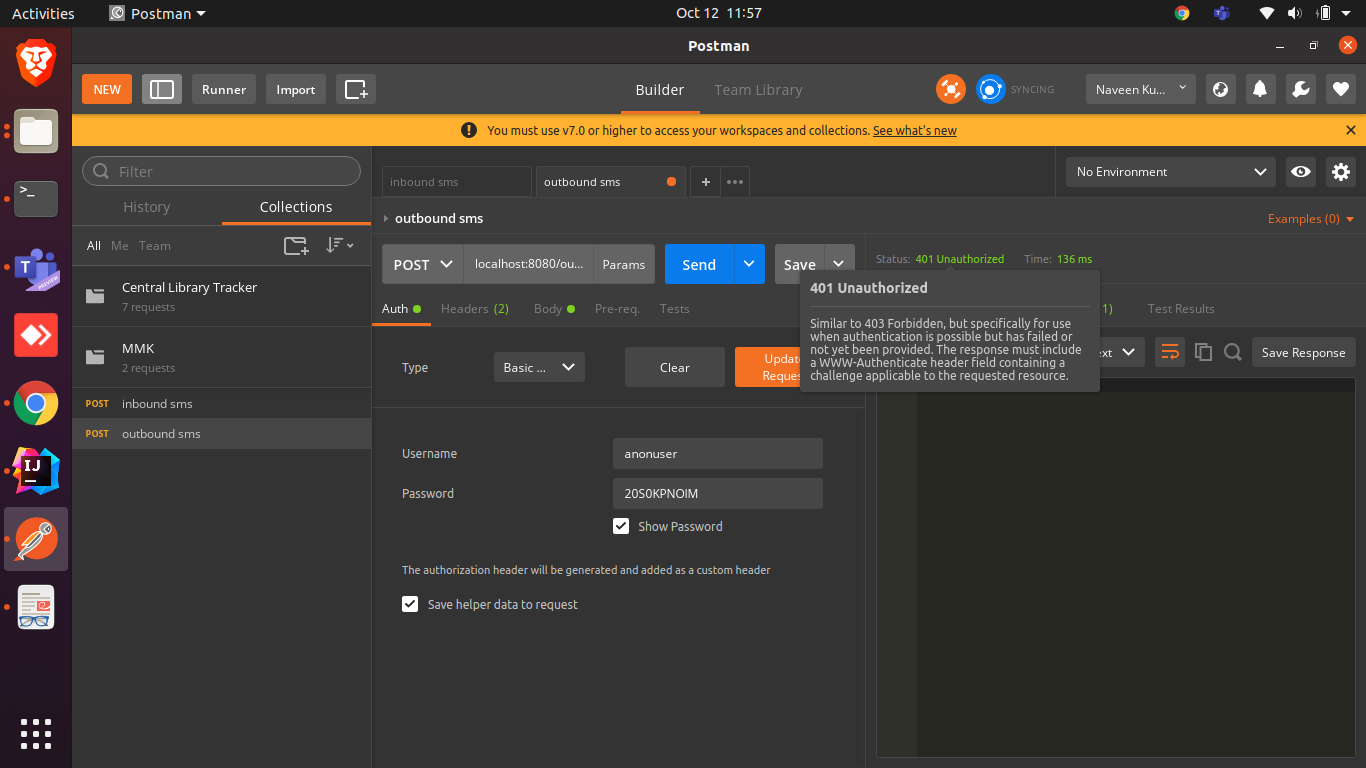 Activities
Postman
Oct 12 11:57
Postman
NEW
Runner
Import
Builder
Team Library
SYNCING
Naveen Ku...
You must use v7.0 or higher to access your workspaces and collections. See what's new
Filter
History
Collections
All Me Team
Central Library Tracker
7 requests
MMK
2 requests
POST inbound sms
POST outbound sms
inbound sms
outbound sms
No Environment
outbound sms
Examples (0)
POST
localhost:8080/ou...
Params
Send
Save
Status: 401 Unauthorized Time: 136 ms
Auth
Headers (2)
Body
Pre-req.
Tests
1)
Test Results
401 Unauthorized
Similar to 403 Forbidden, but specifically for use
when authentication is possible but has failed or
not yet been provided. The response must include
a WWW-Authenticate header field containing a
challenge applicable to the requested resource.
Type
Basic ...
Clear
Save Response
Username
anonuser
Password
20S0KPNOIM
Show Password
The authorization header will be generated and added as a custom header
Save helper data to request
>_
T
PREVIEW
IJ